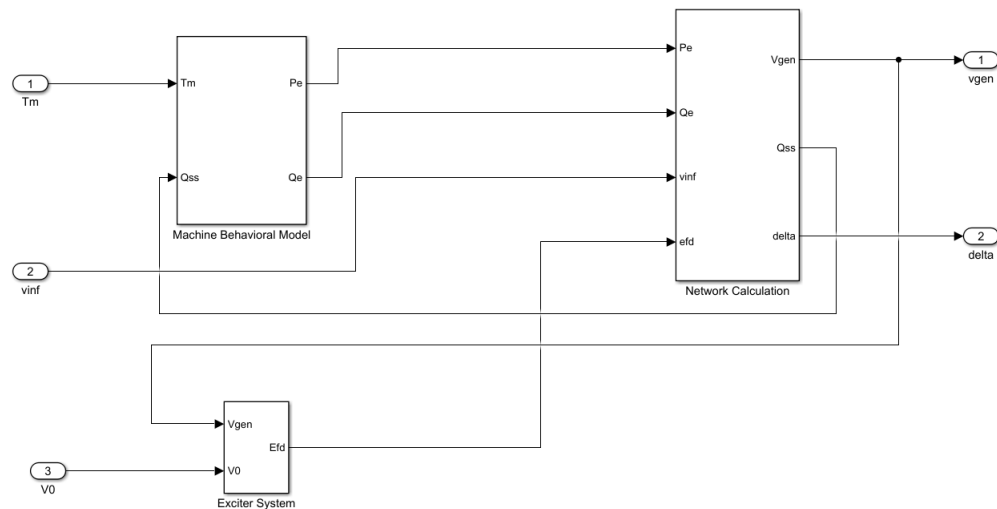 1
Tm
2
vinf
Tm
Pe
Qss
Qe
Machine Behavioral Model
Pe
Vgen
Qe
Qss
vinf
efd
delta
Network Calculation
1
vgen
2
delta
Vgen
Efd
V0
Exciter System
3
V0